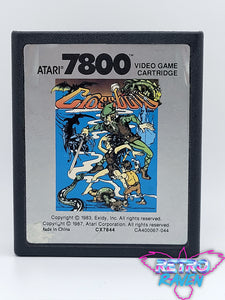 ATARI 7800 VIDEO GAME
CARTRIDGE
Crossbow
Copyright © 1983, Exidy, Inc. All rights reserved.
Copyright © 1987, Atari Corporation. All rights reserved.
Made in China CX7844 CA400087-044
RETRO
RAVEN